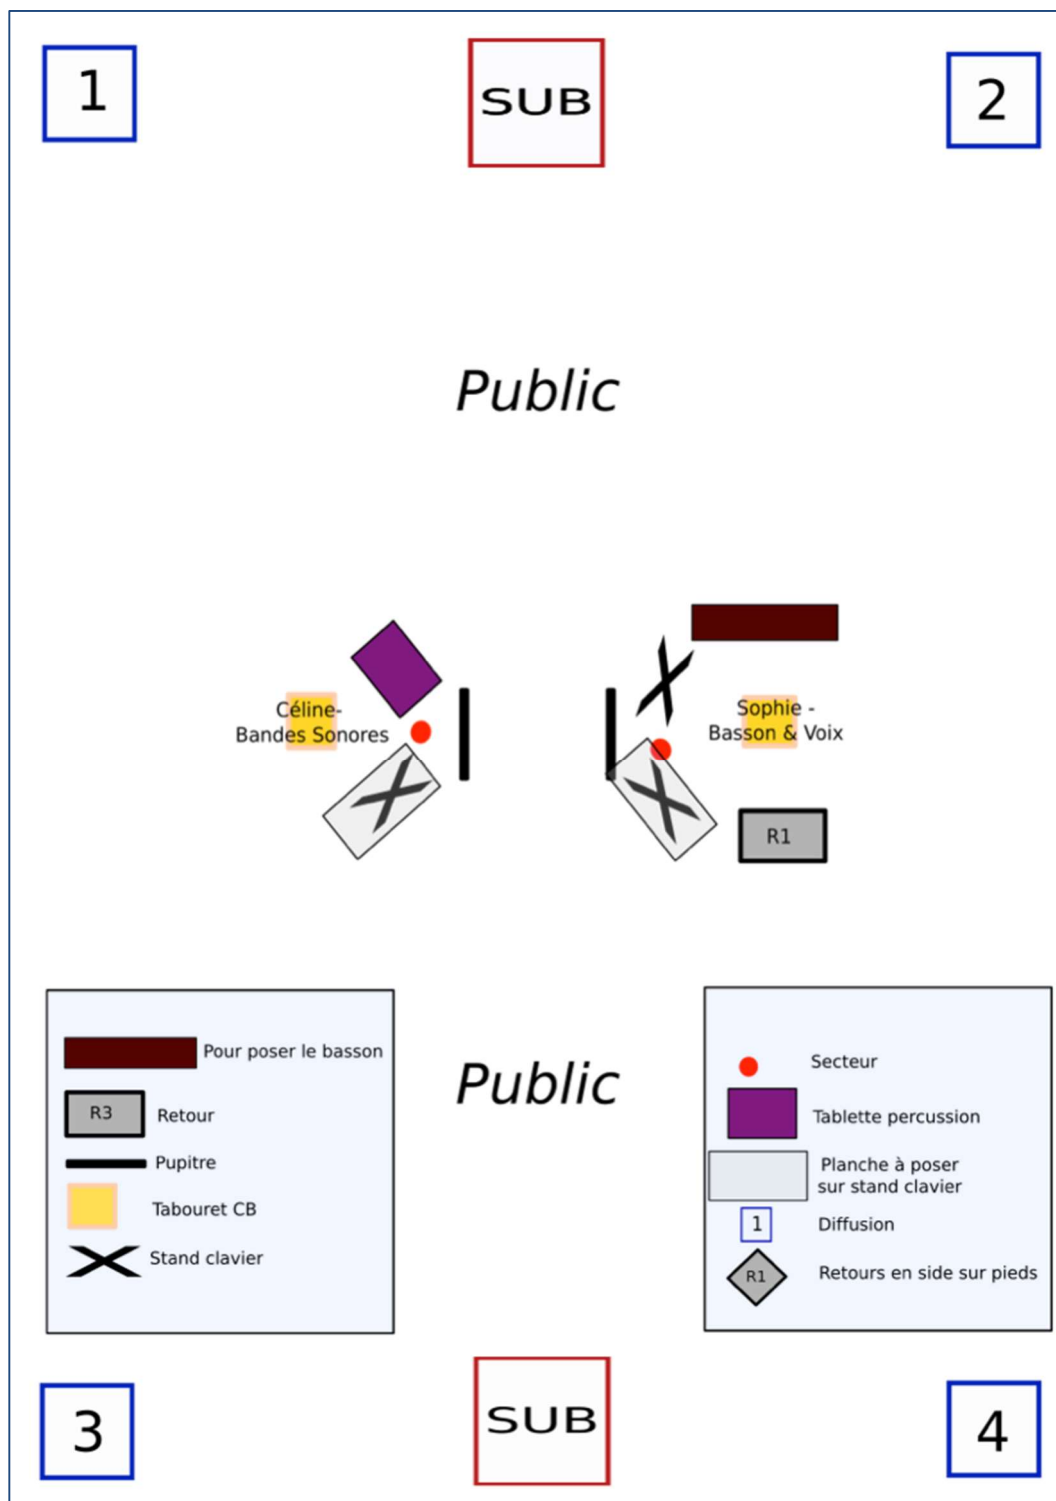 1
SUB
2
Public
Céline-
Bandes Sonores
Sophie -
Basson & Voix
R1
Pour poser le basson
R3
Retour
Pupitre
Tabouret CB
Stand clavier
Public
Secteur
Tablette percussion
Planche à poser
sur stand clavier
1
Diffusion
R1
Retours en side sur pieds
3
SUB
4